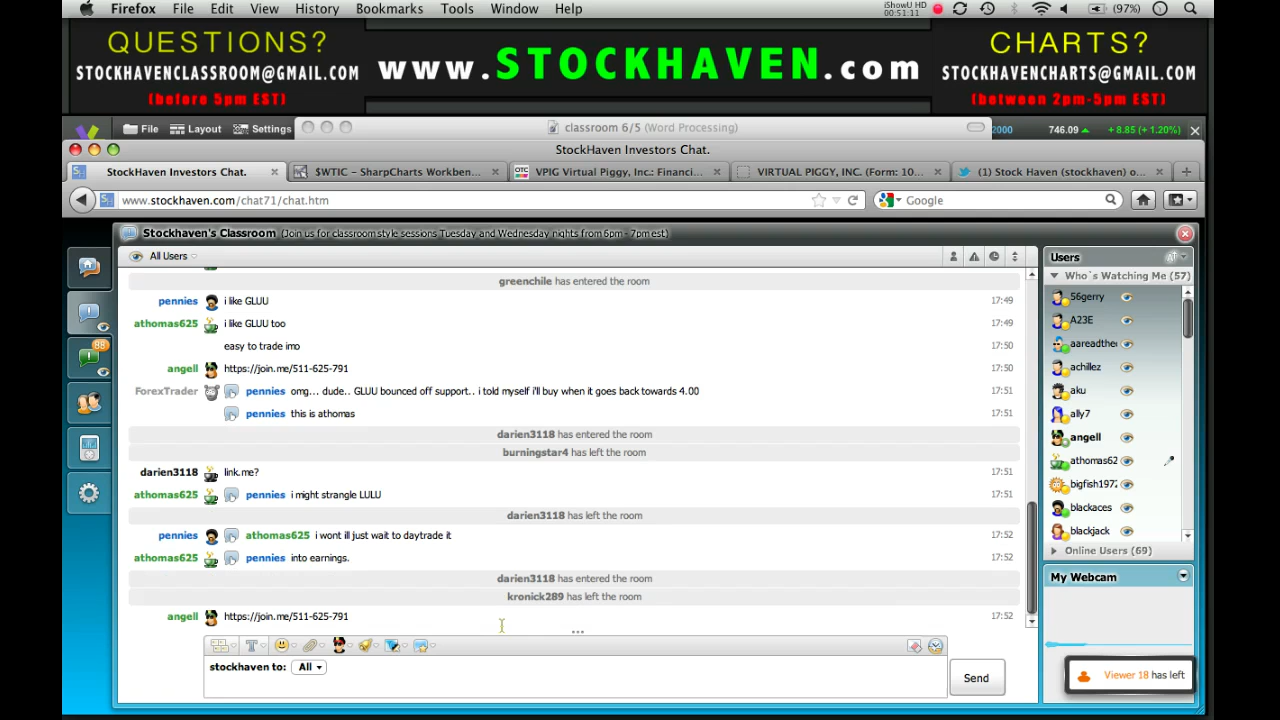 Firefox File Edit View History Bookmarks Tools Window Help iShowU HD 00:51:11 (97%)
QUESTIONS?
STOCKHAVENCLASSROOM@GMAIL.COM
(before 5pm EST)
www.STOCKHAVEN.com
CHARTS?
STOCKHAVENCHARTS@GMAIL.COM
(between 2pm-5pm EST)
File Layout Settings classroom 6/5 (Word Processing) 2000 746.09 + 8.85 (+ 1.20%)
StockHaven Investors Chat.
StockHaven Investors Chat. $WTIC - SharpCharts Workben... OTC VPIG Virtual Piggy, Inc.: Financi... VIRTUAL PIGGY, INC. (Form: 10... (1) Stock Haven (stockhaven) o...
www.stockhaven.com/chat71/chat.htm Google
Stockhaven's Classroom (Join us for classroom style sessions Tuesday and Wednesday nights from 6pm - 7pm est)
All Users
greenchile has entered the room
pennies i like GLUU 17:49
athomas625 i like GLUU too 17:49
easy to trade imo 17:50
angell https://join.me/511-625-791 17:50
ForexTrader pennies omg... dude.. GLUU bounced off support.. i told myself i'll buy when it goes back towards 4.00 17:51
pennies this is athomas 17:51
darien3118 has entered the room
burningstar4 has left the room
darien3118 link.me? 17:51
athomas625 pennies i might strangle LULU 17:51
darien3118 has left the room
pennies athomas625 i wont ill just wait to daytrade it 17:52
athomas625 pennies into earnings. 17:52
darien3118 has entered the room
kronick289 has left the room
angell https://join.me/511-625-791 17:52
stockhaven to: All
Send
88
Users
Who`s Watching Me (57)
56gerry
A23E
aareadthe
achillez
aku
ally7
angell
athomas62
bigfish197
blackaces
blackjack
Online Users (69)
My Webcam
Viewer 18 has left